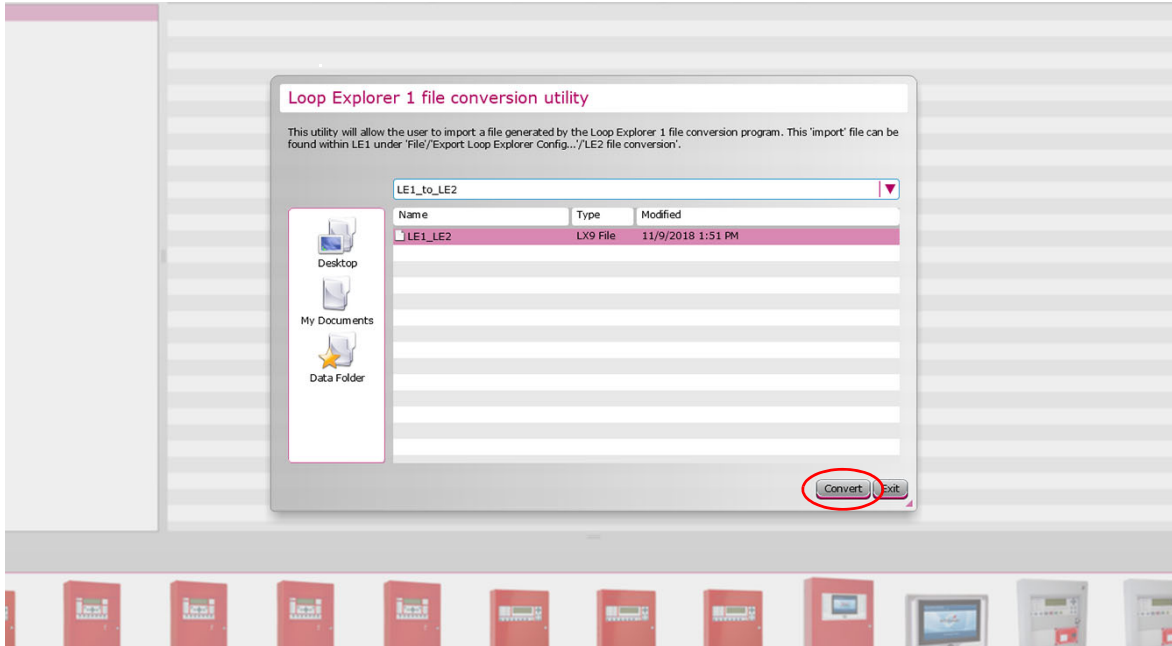 Loop Explorer 1 file conversion utility
This utility will allow the user to import a file generated by the Loop Explorer 1 file conversion program. This 'import' file can be
found within LE1 under 'File'/'Export Loop Explorer Config...'/'LE2 file conversion'.
LE1_to_LE2
Name Type Modified
LE1_LE2 LX9 File 11/9/2018 1:51 PM
Desktop
My Documents
Data Folder
Convert Exit